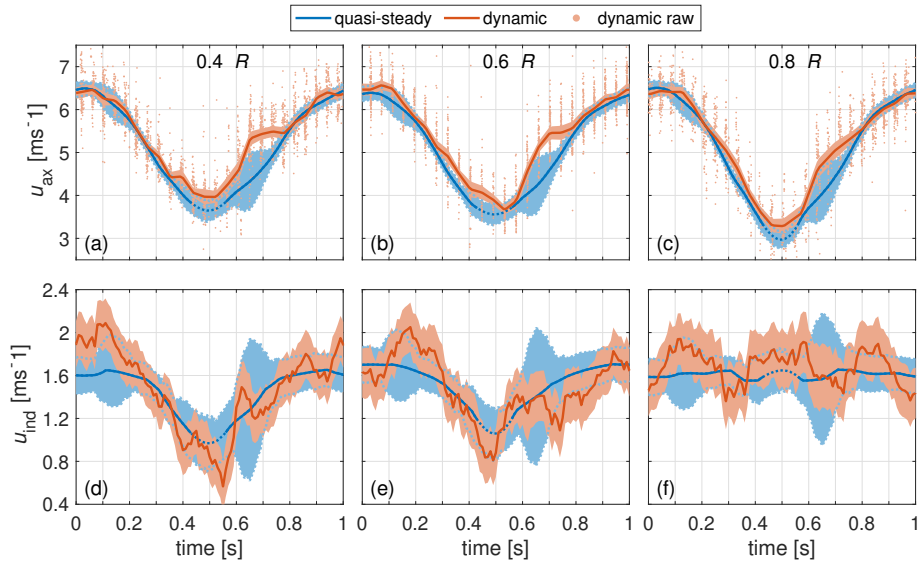 quasi-steady dynamic dynamic raw
0.4 R 0.6 R 0.8 R
7
6
5
4
3
u_ax [ms^-1]
(a) (b) (c)
2.4
2
1.6
1.2
0.8
0.4
u_ind [ms^-1]
(d) (e) (f)
0 0.2 0.4 0.6 0.8 1 0 0.2 0.4 0.6 0.8 1 0 0.2 0.4 0.6 0.8 1
time [s] time [s] time [s]